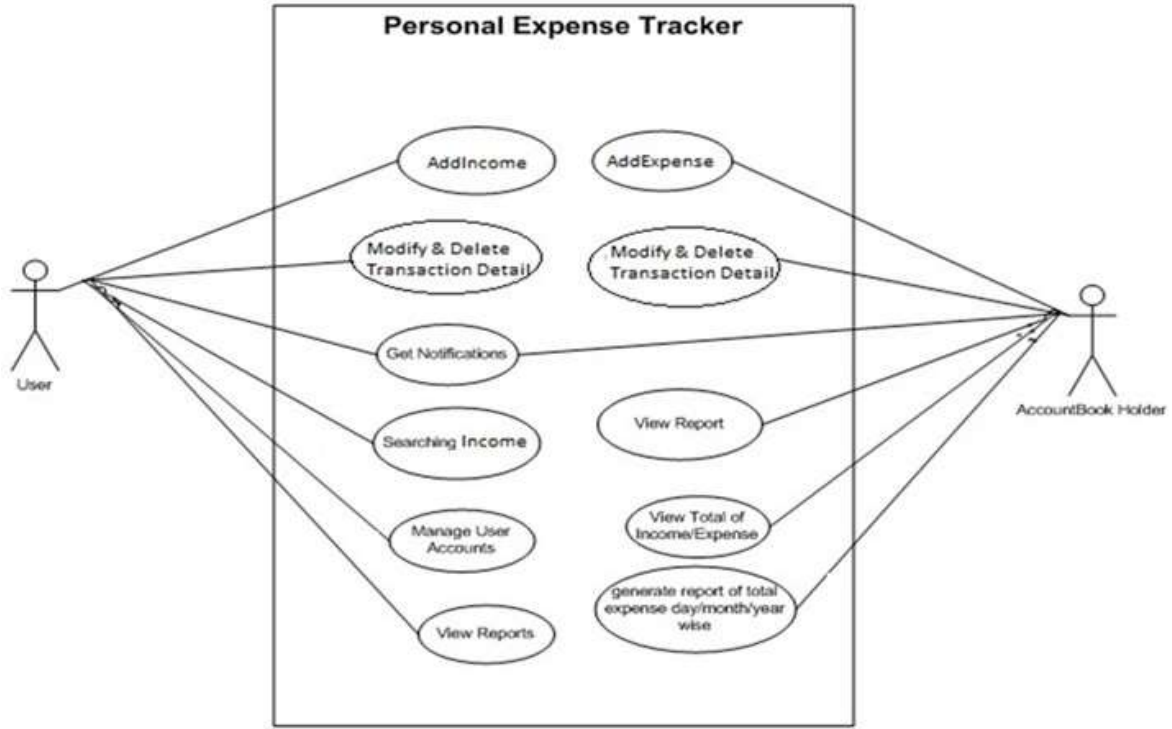 Personal Expense Tracker
AddIncome
AddExpense
Modify & Delete
Transaction Detail
Modify & Delete
Transaction Detail
Get Notifications
User
AccountBook Holder
Searching Income
View Report
Manage User
Accounts
View Total of
Income/Expense
generate report of total
expense day/month/year
wise
View Reports